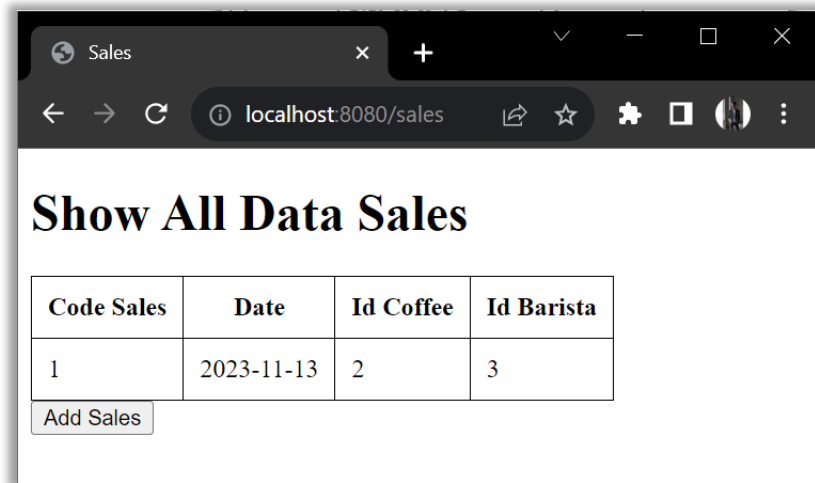 Sales
localhost:8080/sales
Show All Data Sales
Code Sales Date Id Coffee Id Barista
1 2023-11-13 2 3
Add Sales